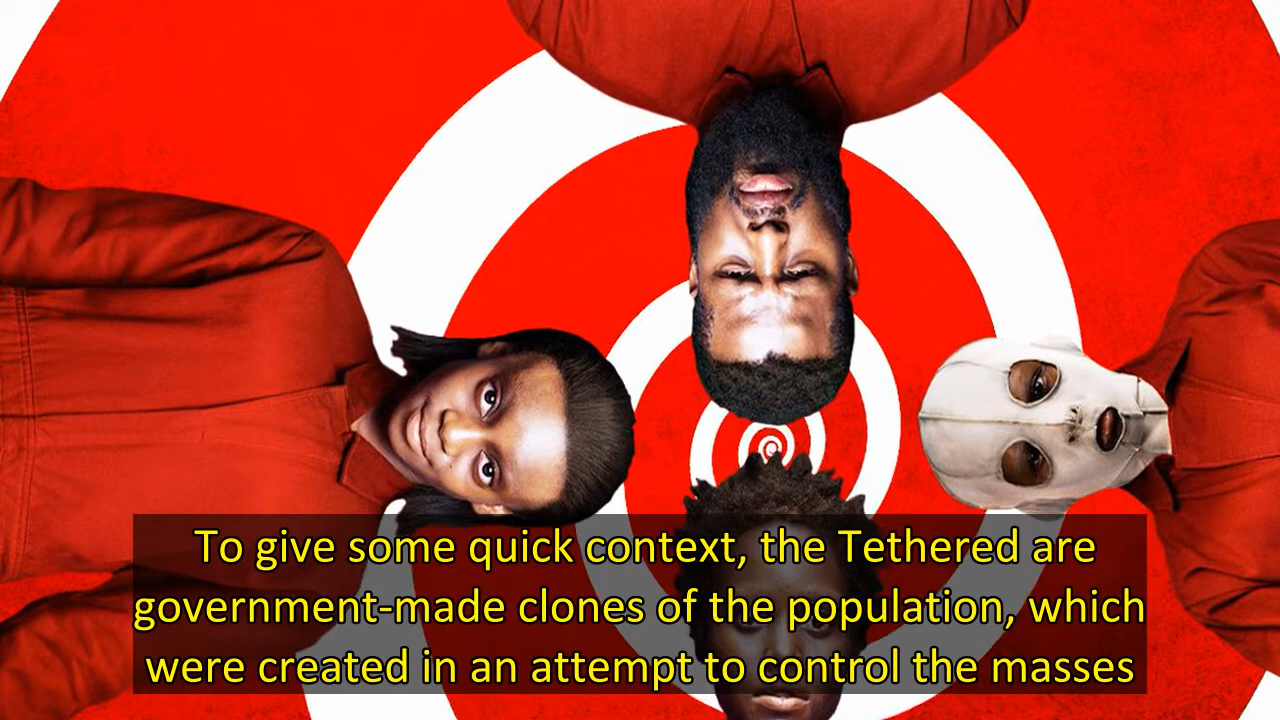 To give some quick context, the Tethered are
government-made clones of the population, which
were created in an attempt to control the masses